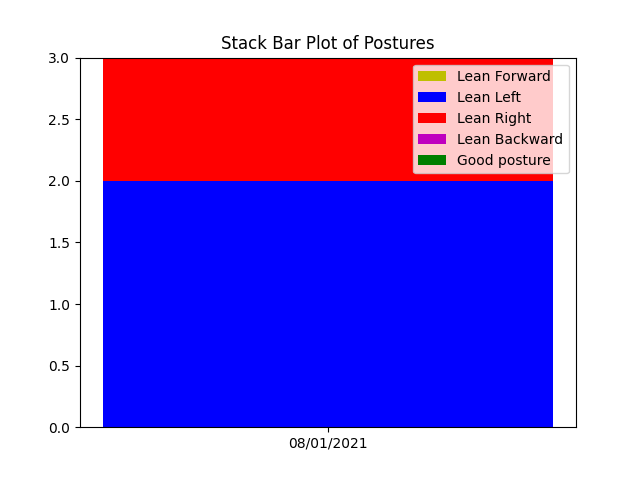 Stack Bar Plot of Postures
3.0
2.5
2.0
1.5
1.0
0.5
0.0
Lean Forward
Lean Left
Lean Right
Lean Backward
Good posture
08/01/2021